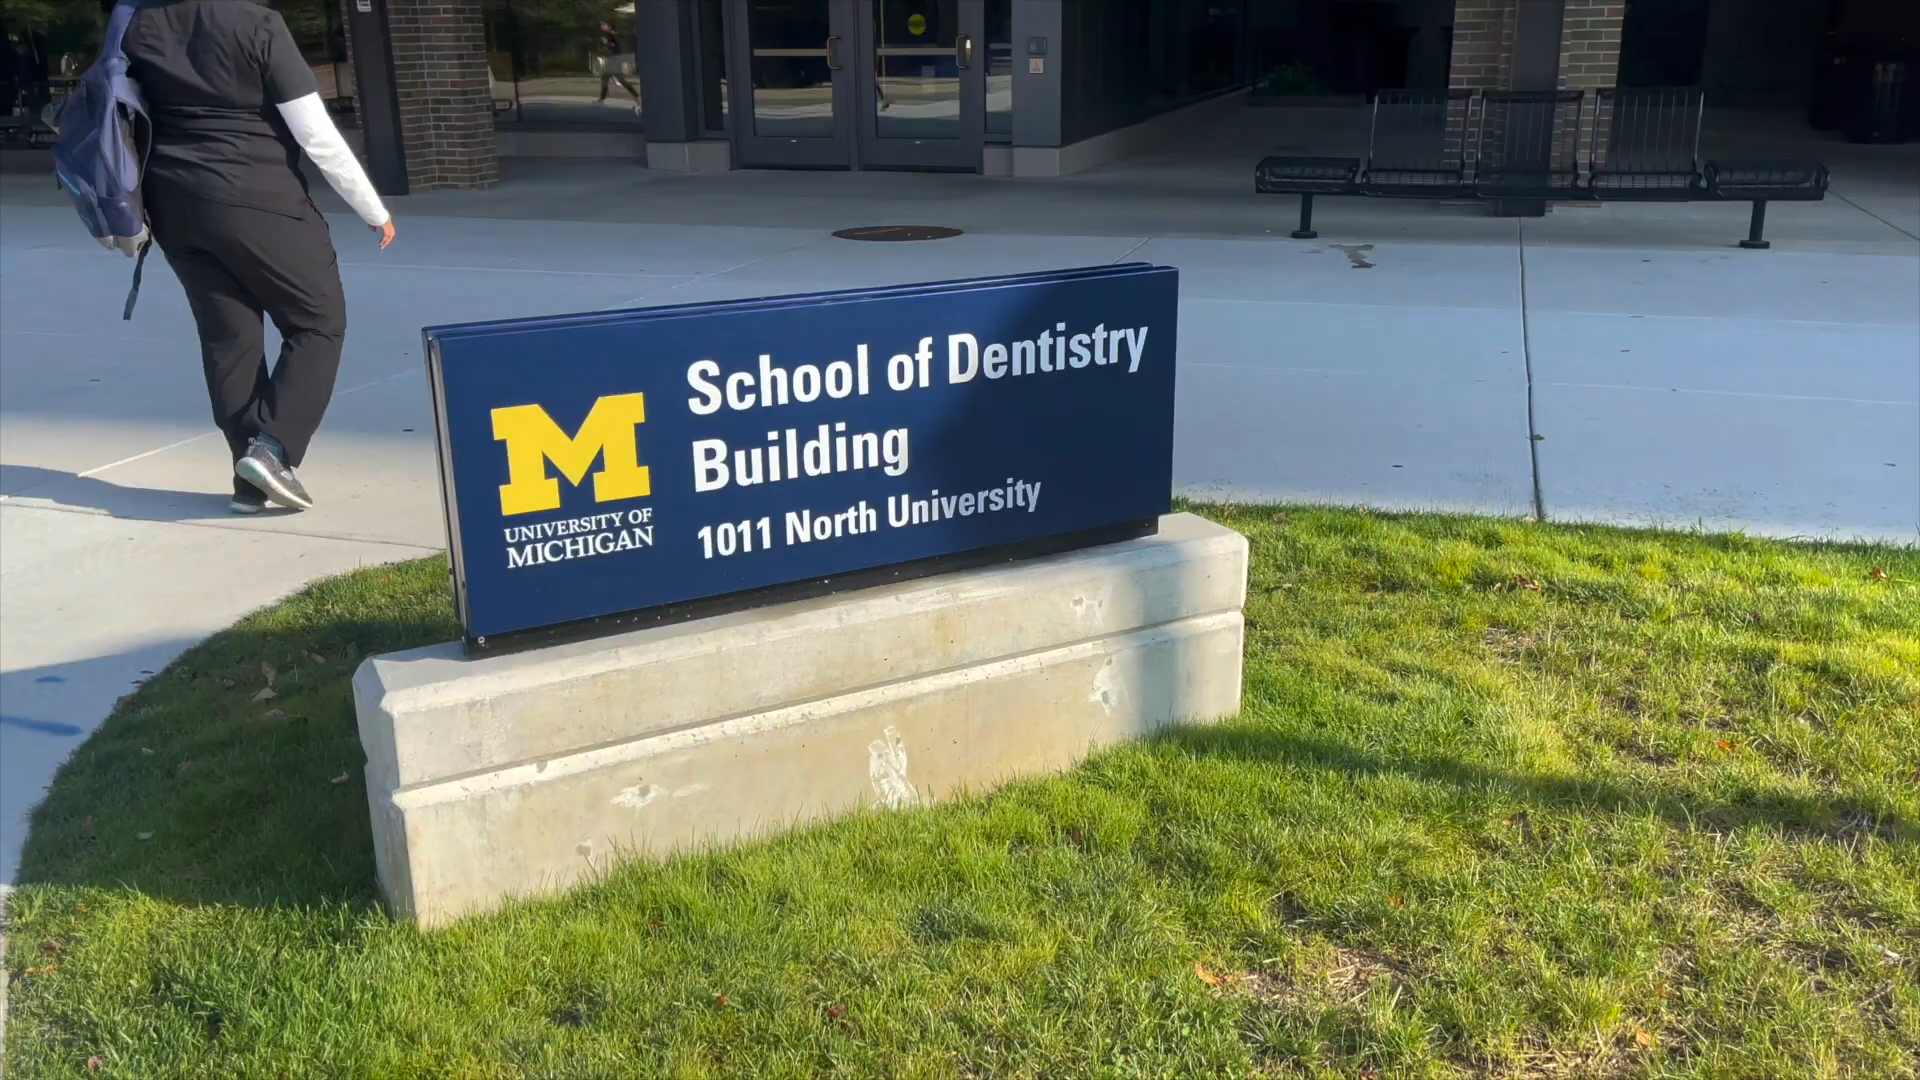 M
UNIVERSITY OF
MICHIGAN
School of Dentistry
Building
1011 North University